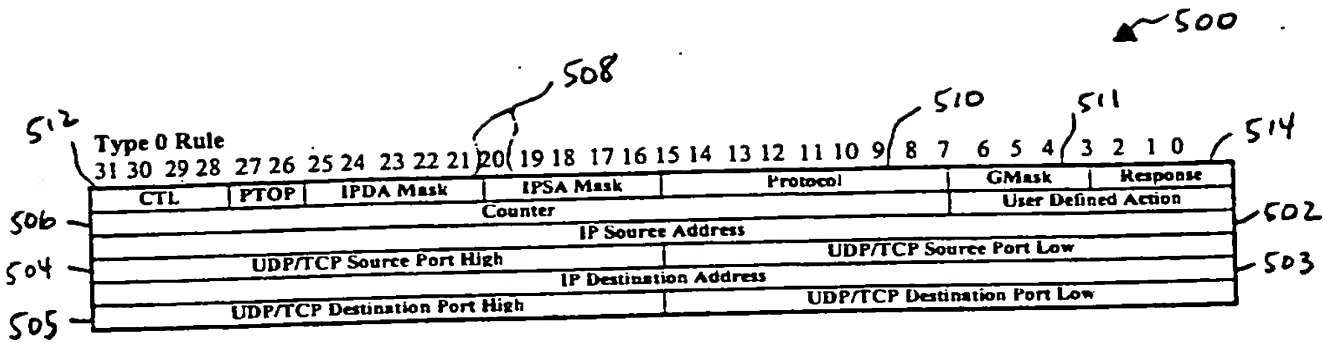 500
508
510
511
512
514
Type 0 Rule
31 30 29 28 27 26 25 24 23 22 21 20 19 18 17 16 15 14 13 12 11 10 9 8 7 6 5 4 3 2 1 0
CTL PTOP IPDA Mask IPSA Mask Protocol GMask Response
506 Counter User Defined Action
IP Source Address 502
504 UDP/TCP Source Port High UDP/TCP Source Port Low
IP Destination Address 503
505 UDP/TCP Destination Port High UDP/TCP Destination Port Low